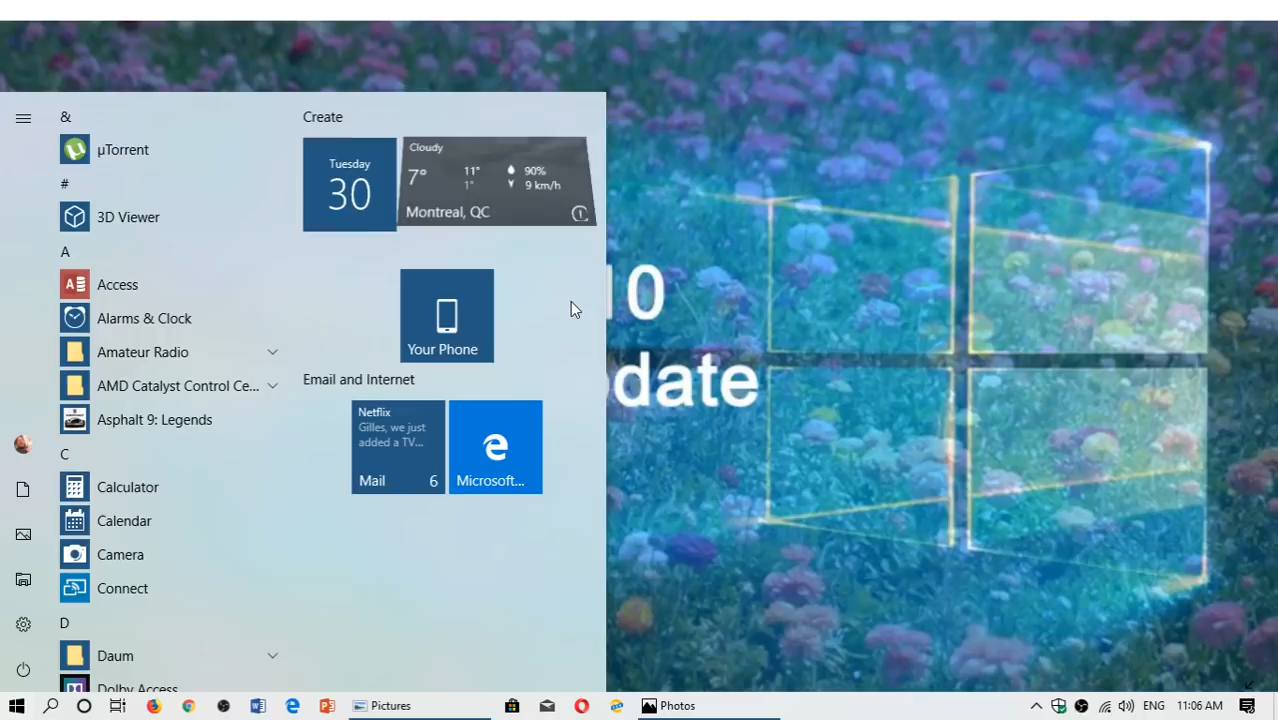 &
µTorrent
#
3D Viewer
A
Access
Alarms & Clock
Amateur Radio
AMD Catalyst Control Ce...
Asphalt 9: Legends
C
Calculator
Calendar
Camera
Connect
D
Daum
Dolby Access
Create
Tuesday
30
Cloudy
7°
11°
1°
90%
9 km/h
Montreal, QC
Your Phone
Email and Internet
Netflix
Gilles, we just
added a TV...
Mail 6
Microsoft...
10
date
Pictures
Photos
ENG
11:06 AM